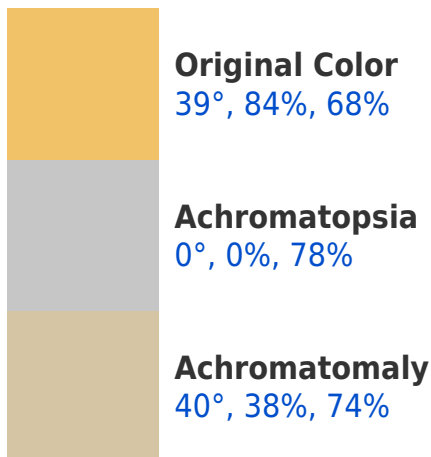 Original Color
39°, 84%, 68%
Achromatopsia
0°, 0%, 78%
Achromatomaly
40°, 38%, 74%